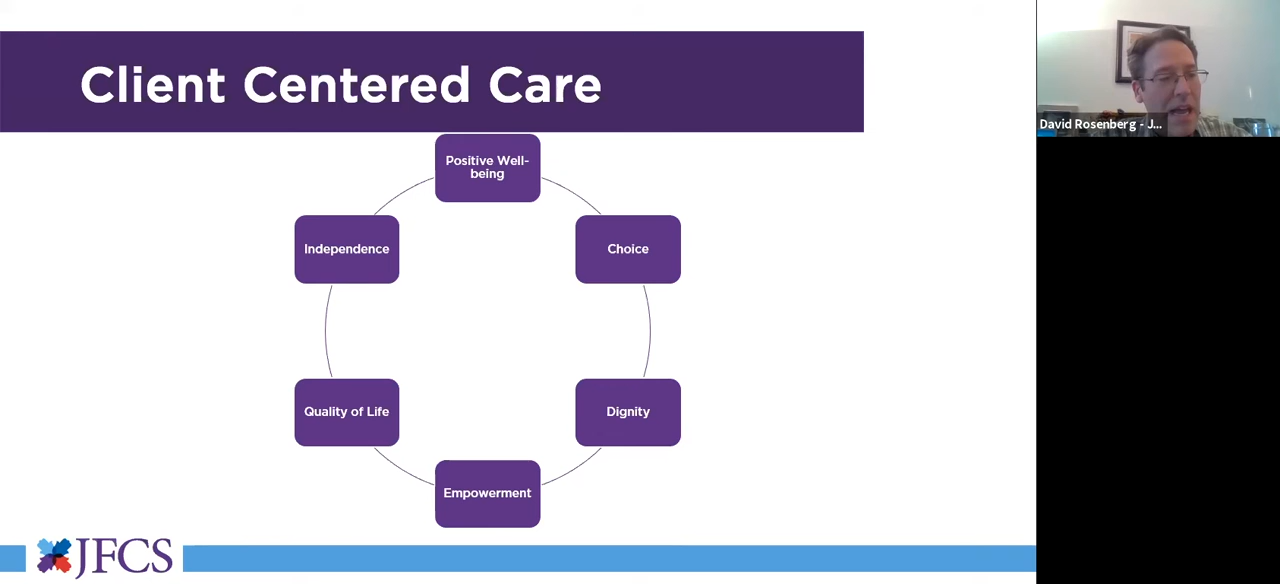 Client Centered Care
Positive Well-
being
Independence
Choice
Quality of Life
Dignity
Empowerment
JFCS
David Rosenberg - J...